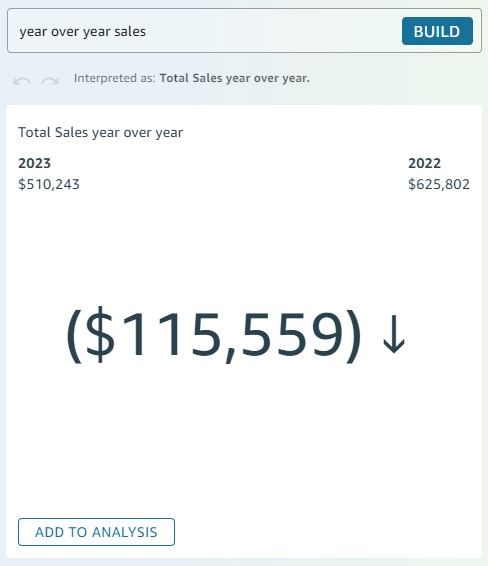 year over year sales
BUILD
Interpreted as: Total Sales year over year.
Total Sales year over year
2023
2022
$510,243
$625,802
($115,559) ↓
ADD TO ANALYSIS